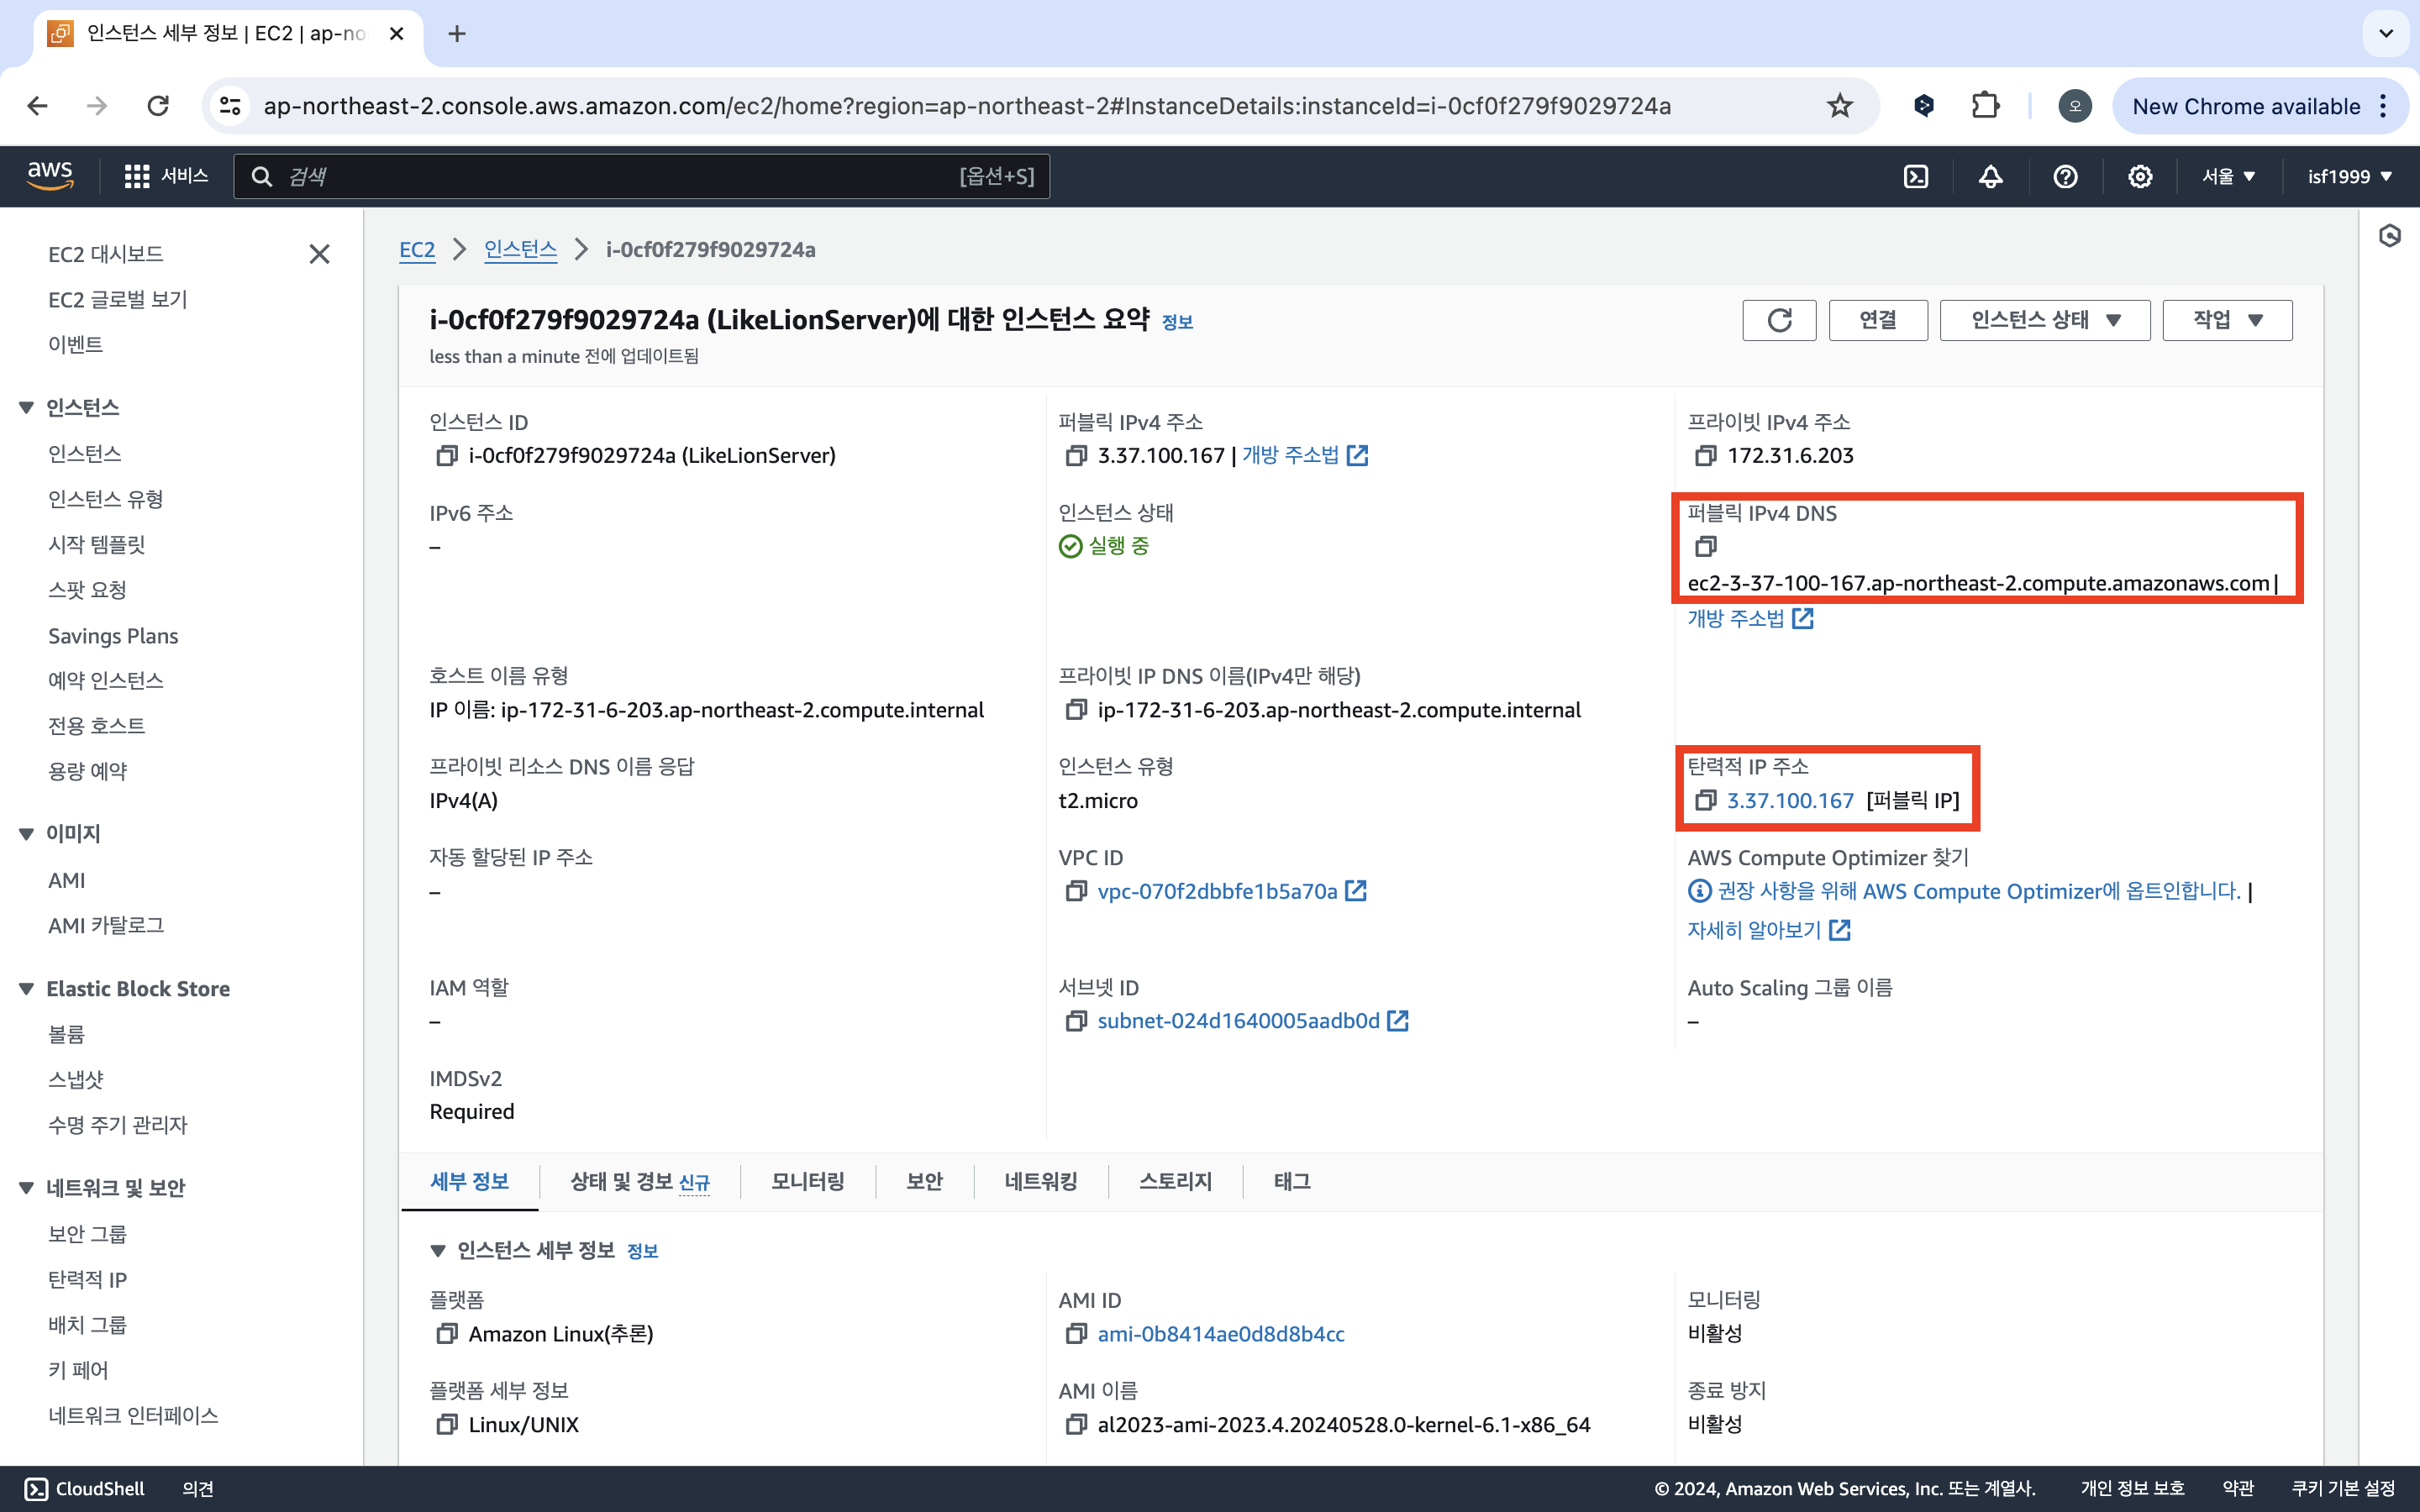 인스턴스 세부 정보 | EC2 | ap-no
ap-northeast-2.console.aws.amazon.com/ec2/home?region=ap-northeast-2#InstanceDetails:instanceId=i-0cf0f279f9029724a
오
New Chrome available
aws
서비스
검색
[옵션+S]
서울
isf1999
EC2 대시보드
EC2 글로벌 보기
이벤트
인스턴스
인스턴스
인스턴스 유형
시작 템플릿
스팟 요청
Savings Plans
예약 인스턴스
전용 호스트
용량 예약
이미지
AMI
AMI 카탈로그
Elastic Block Store
볼륨
스냅샷
수명 주기 관리자
네트워크 및 보안
보안 그룹
탄력적 IP
배치 그룹
키 페어
네트워크 인터페이스
EC2 > 인스턴스 > i-0cf0f279f9029724a
i-0cf0f279f9029724a (LikeLionServer)에 대한 인스턴스 요약 정보
less than a minute 전에 업데이트됨
연결
인스턴스 상태
작업
인스턴스 ID
i-0cf0f279f9029724a (LikeLionServer)
퍼블릭 IPv4 주소
3.37.100.167 | 개방 주소법
프라이빗 IPv4 주소
172.31.6.203
IPv6 주소
–
인스턴스 상태
실행 중
퍼블릭 IPv4 DNS
ec2-3-37-100-167.ap-northeast-2.compute.amazonaws.com |
개방 주소법
호스트 이름 유형
IP 이름: ip-172-31-6-203.ap-northeast-2.compute.internal
프라이빗 IP DNS 이름(IPv4만 해당)
ip-172-31-6-203.ap-northeast-2.compute.internal
프라이빗 리소스 DNS 이름 응답
IPv4(A)
인스턴스 유형
t2.micro
탄력적 IP 주소
3.37.100.167 [퍼블릭 IP]
자동 할당된 IP 주소
–
VPC ID
vpc-070f2dbbfe1b5a70a
AWS Compute Optimizer 찾기
권장 사항을 위해 AWS Compute Optimizer에 옵트인합니다. |
자세히 알아보기
IAM 역할
–
서브넷 ID
subnet-024d1640005aadb0d
Auto Scaling 그룹 이름
–
IMDSv2
Required
세부 정보
상태 및 경보 신규
모니터링
보안
네트워킹
스토리지
태그
인스턴스 세부 정보 정보
플랫폼
Amazon Linux(추론)
AMI ID
ami-0b8414ae0d8d8b4cc
모니터링
비활성
플랫폼 세부 정보
Linux/UNIX
AMI 이름
al2023-ami-2023.4.20240528.0-kernel-6.1-x86_64
종료 방지
비활성
CloudShell
의견
© 2024, Amazon Web Services, Inc. 또는 계열사.
개인 정보 보호
약관
쿠키 기본 설정